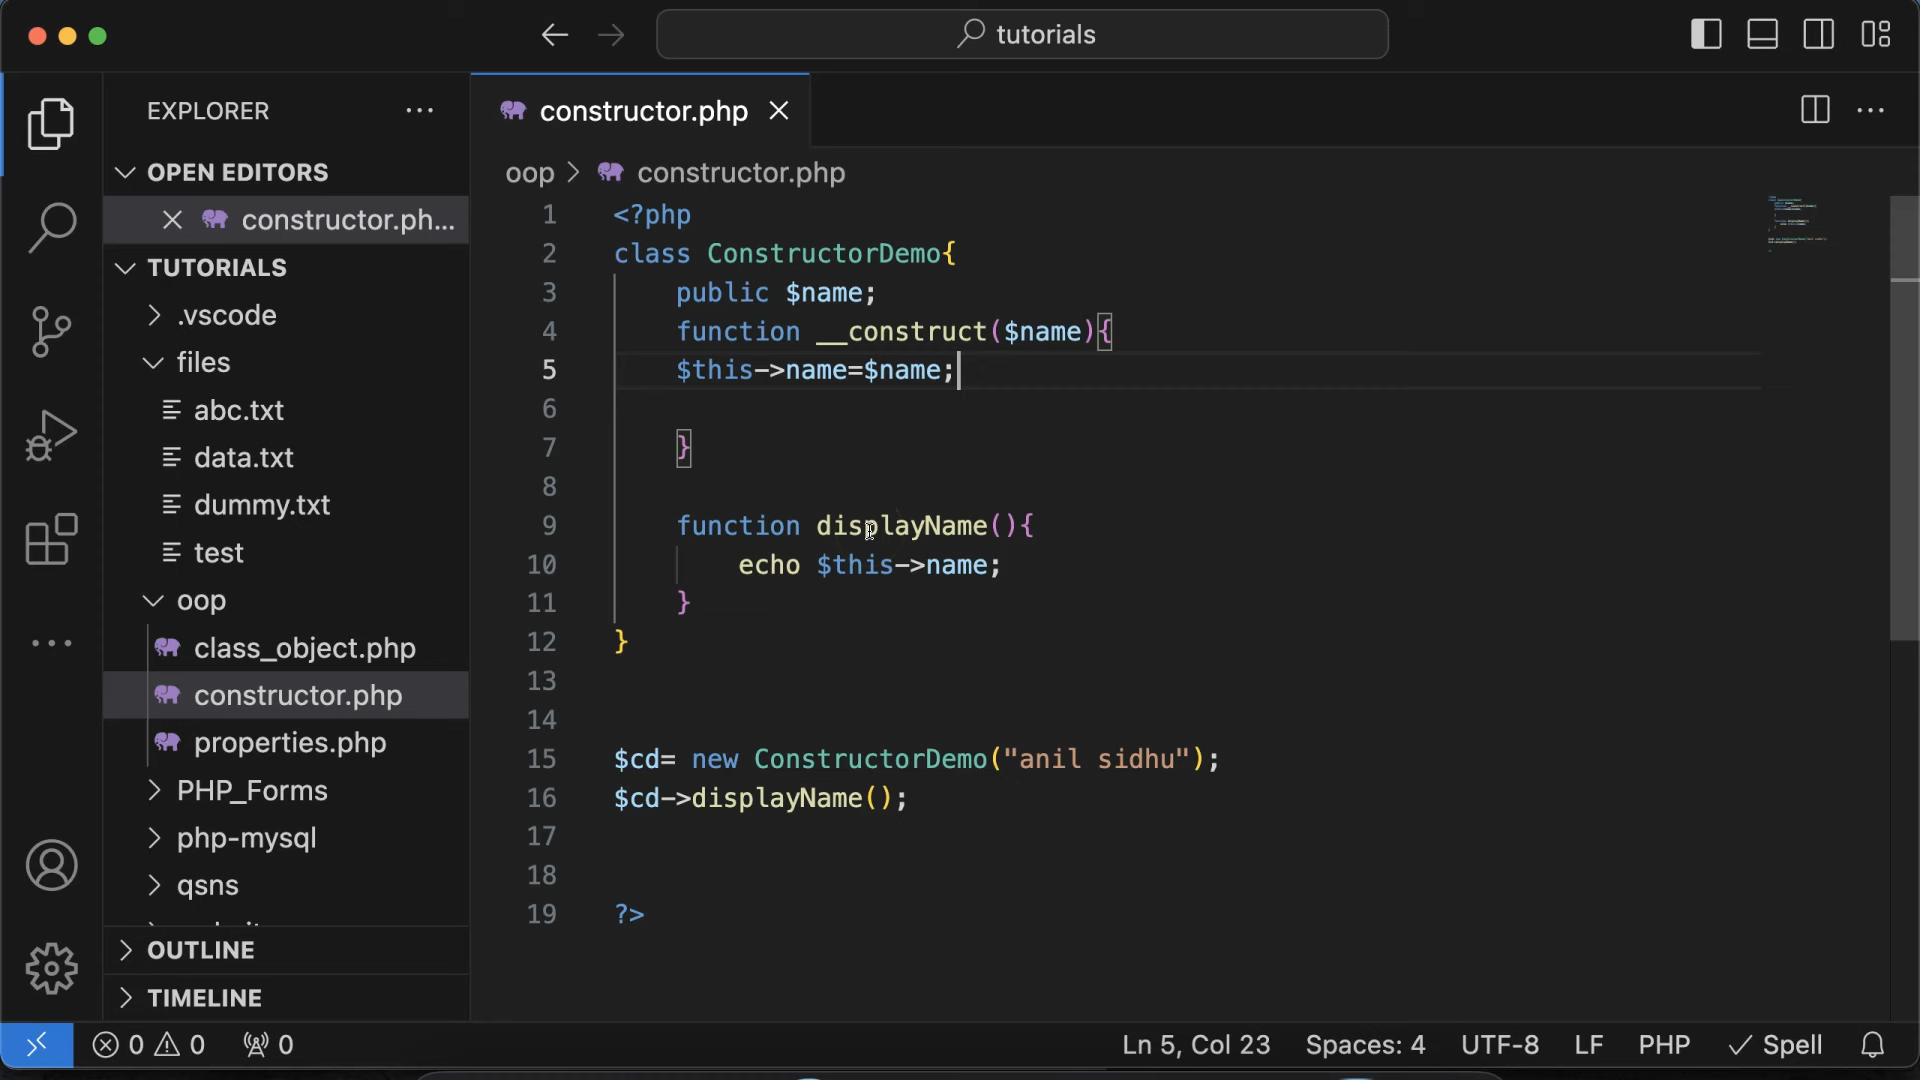 tutorials
EXPLORER
OPEN EDITORS
constructor.ph...
TUTORIALS
.vscode
files
abc.txt
data.txt
dummy.txt
test
oop
class_object.php
constructor.php
properties.php
PHP_Forms
php-mysql
qsns
OUTLINE
TIMELINE
constructor.php
oop > constructor.php
1 <?php
2 class ConstructorDemo{
3 public $name;
4 function __construct($name){
5 $this->name=$name;
6
7 }
8
9 function displayName(){
10 echo $this->name;
11 }
12 }
13
14
15 $cd= new ConstructorDemo("anil sidhu");
16 $cd->displayName();
17
18
19 ?>
0 0 0 Ln 5, Col 23 Spaces: 4 UTF-8 LF PHP Spell